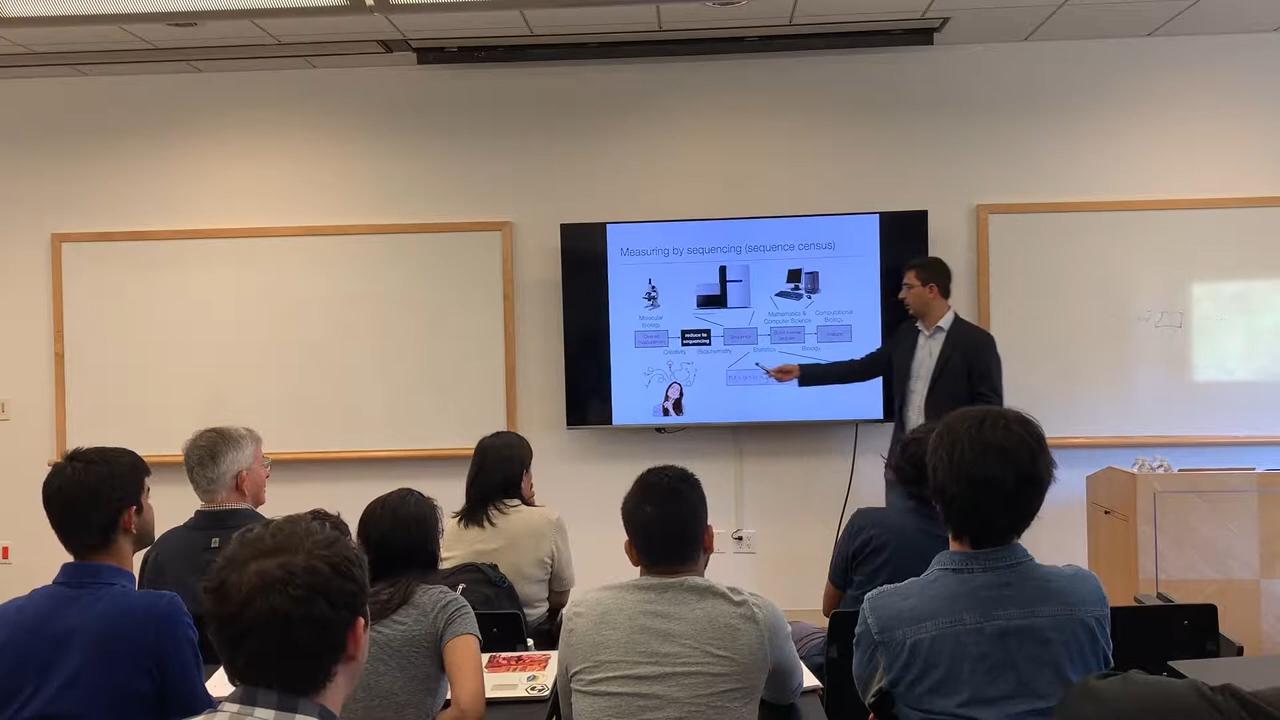 Measuring by sequencing (sequence census)
Molecular
Biology
Mathematics &
Computer Science
Computational
Biology
reduce to
sequencing
Sequence
Creativity
Biochemistry
Statistics
Biology